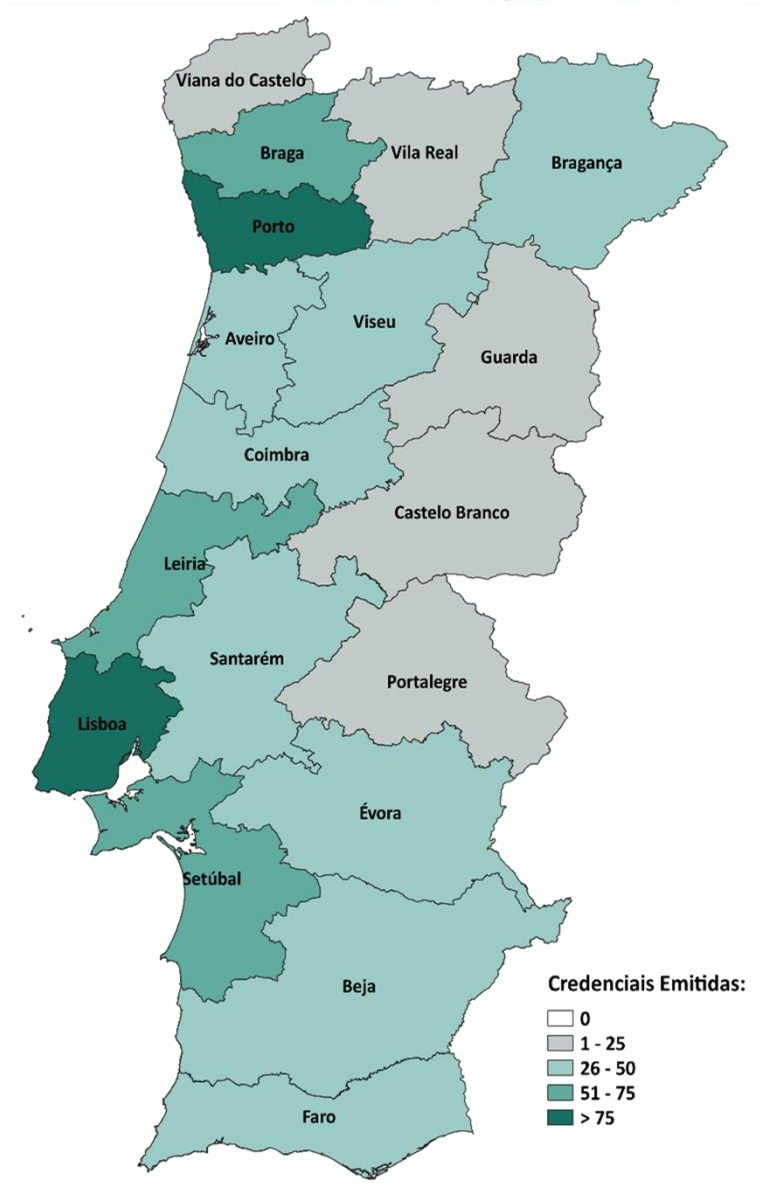 Viana do Castelo
Braga
Vila Real
Bragança
Porto
Aveiro
Viseu
Guarda
Coimbra
Castelo Branco
Leiria
Santarém
Portalegre
Lisboa
Évora
Setúbal
Beja
Faro
Credenciais Emitidas:
0
1 - 25
26 - 50
51 - 75
> 75